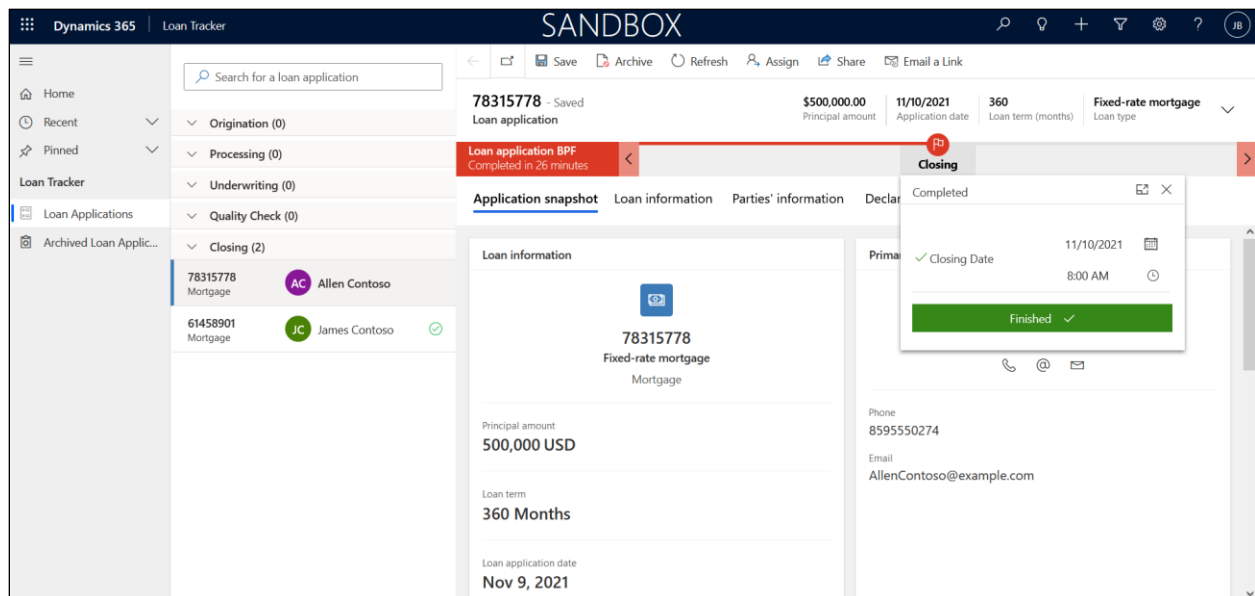 Dynamics 365 Loan Tracker SANDBOX ? JB
Home
Recent
Pinned
Loan Tracker
Loan Applications
Archived Loan Applic...
Search for a loan application
Origination (0)
Processing (0)
Underwriting (0)
Quality Check (0)
Closing (2)
78315778
Mortgage
AC Allen Contoso
61458901
Mortgage
JC James Contoso
Save Archive Refresh Assign Share Email a Link
78315778 - Saved
Loan application
$500,000.00
Principal amount
11/10/2021
Application date
360
Loan term (months)
Fixed-rate mortgage
Loan type
Loan application BPF
Completed in 26 minutes
Closing
Application snapshot Loan information Parties' information Declar
Completed
Closing Date
11/10/2021
8:00 AM
Finished
Loan information
78315778
Fixed-rate mortgage
Mortgage
Principal amount
500,000 USD
Loan term
360 Months
Loan application date
Nov 9, 2021
Prima
Phone
8595550274
Email
AllenContoso@example.com